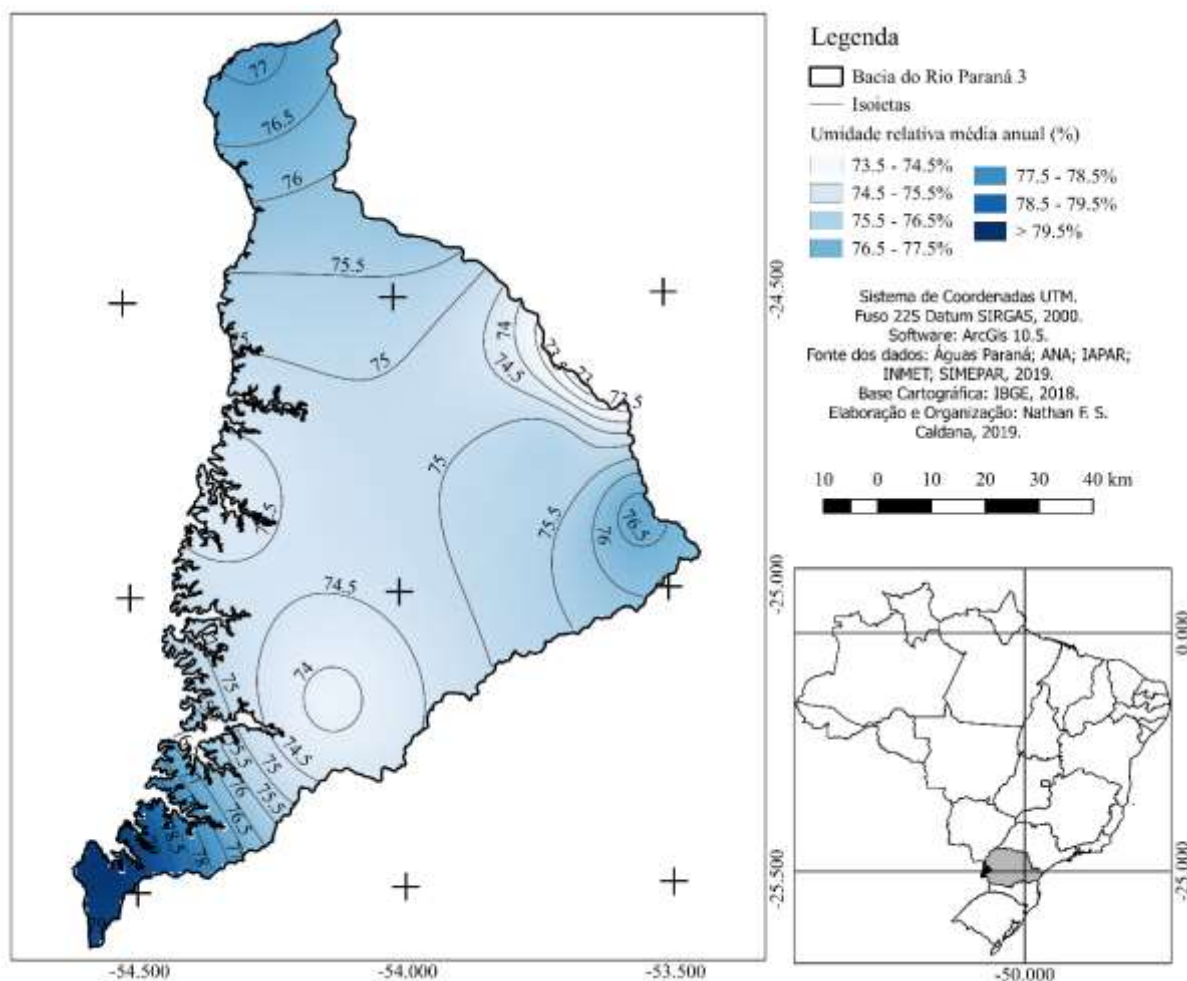 Legenda
Bacia do Rio Paraná 3
Isoietas
Umidade relativa média anual (%)
73.5 - 74.5%
74.5 - 75.5%
75.5 - 76.5%
76.5 - 77.5%
77.5 - 78.5%
78.5 - 79.5%
> 79.5%
Sistema de Coordenadas UTM.
Fuso 22S Datum SIRGAS, 2000.
Software: ArcGis 10.5.
Fonte dos dados: Águas Paraná; ANA; IAPAR;
INMET; SIMEPAR, 2019.
Base Cartográfica: IBGE, 2018.
Elaboração e Organização: Nathan F. S.
Caldana, 2019.
10 0 10 20 30 40 km
77
76.5
76
75.5
75
74
74.5
73.5
73
75
75.5
76
76.5
74.5
74
75
74.5
75
75.5
75.5
76
76.5
78
78.5
-24.500
-25.000
-25.500
-54.500
-54.000
-53.500
0.000
-25.000
-50.000